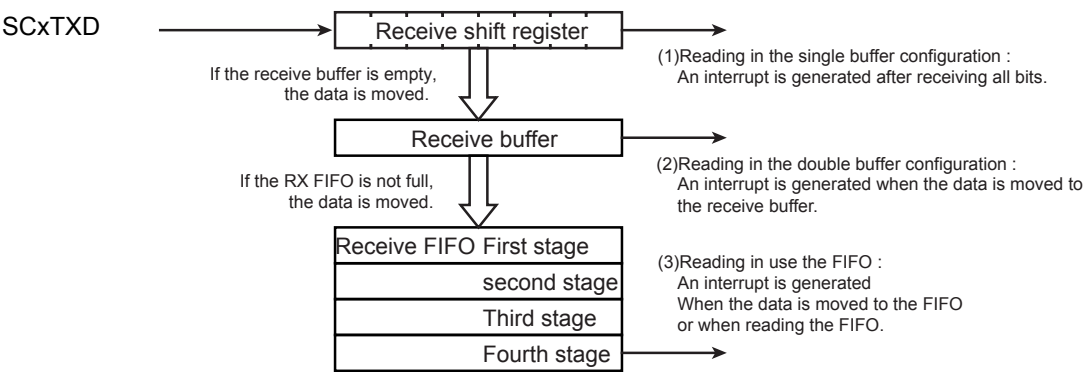 SCxTXD
Receive shift register
(1)Reading in the single buffer configuration :
An interrupt is generated after receiving all bits.
If the receive buffer is empty,
the data is moved.
Receive buffer
(2)Reading in the double buffer configuration :
An interrupt is generated when the data is moved to
the receive buffer.
If the RX FIFO is not full,
the data is moved.
Receive FIFO First stage
second stage
Third stage
Fourth stage
(3)Reading in use the FIFO :
An interrupt is generated
When the data is moved to the FIFO
or when reading the FIFO.